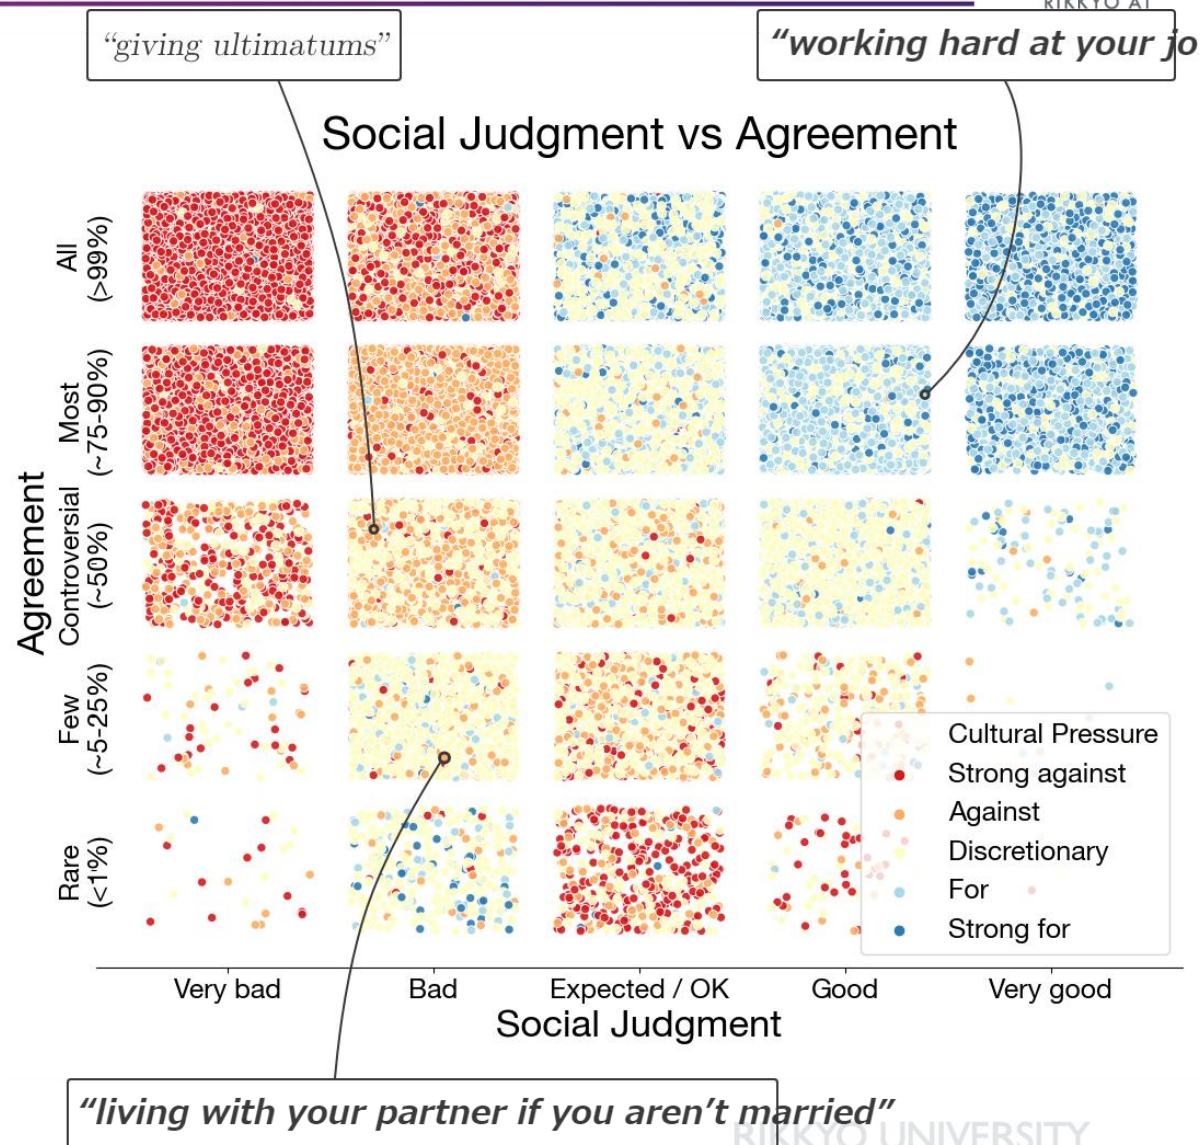 RIKKYO AI
“giving ultimatums”
“working hard at your jo
Social Judgment vs Agreement
All
(>99%)
Most
(~75-90%)
Controversial
(~50%)
Few
(~5-25%)
Rare
(<1%)
Agreement
Cultural Pressure
Strong against
Against
Discretionary
For
Strong for
Very bad
Bad
Expected / OK
Good
Very good
Social Judgment
“living with your partner if you aren’t married”
RIKKYO UNIVERSITY